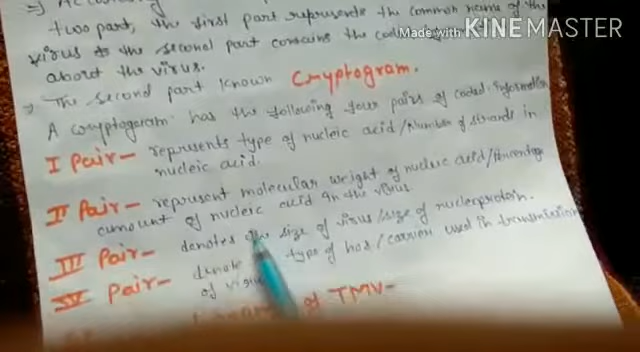 Made with KINEMASTER
two part, the first part represents the common name of the
virus & the second part contains the
about the virus.
The second part known Cryptogram.
A cryptogram has the following four pairs of coded information
I Pair- represents type of nucleic acid/Number of strands in
nucleic acid.
II Pair- represent molecular weight of nucleic acid/Percentage
amount of nucleic acid in the virus
III Pair- denotes the size of virus/size of nucleoprotein.
IV Pair- denote type of hos/carrier used in transmission
of
of TMV-